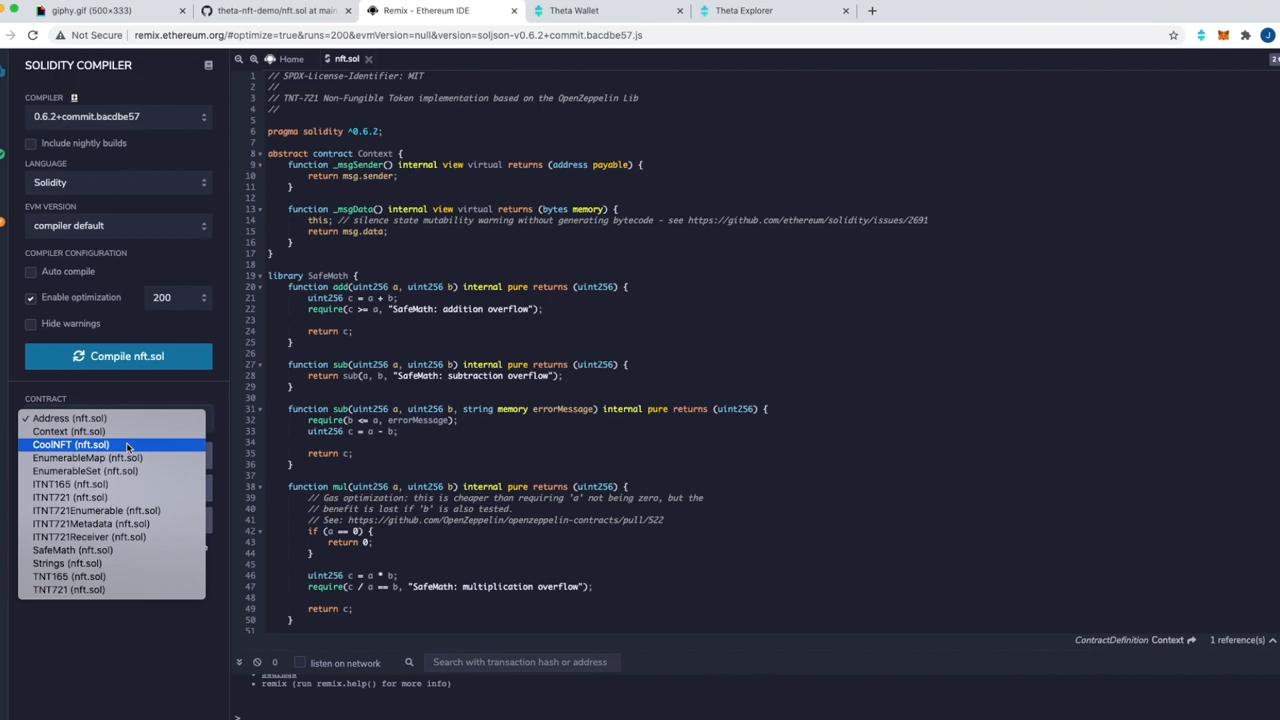 giphy.gif (500×333)
theta-nft-demo/nft.sol at main
Remix - Ethereum IDE
Theta Wallet
Theta Explorer
Not Secure
remix.ethereum.org/#optimize=true&runs=200&evmVersion=null&version=soljson-v0.6.2+commit.bacdbe57.js
J
SOLIDITY COMPILER
COMPILER
0.6.2+commit.bacdbe57
Include nightly builds
LANGUAGE
Solidity
EVM VERSION
compiler default
COMPILER CONFIGURATION
Auto compile
Enable optimization
200
Hide warnings
Compile nft.sol
CONTRACT
Address (nft.sol)
Context (nft.sol)
CoolNFT (nft.sol)
EnumerableMap (nft.sol)
EnumerableSet (nft.sol)
ITNT165 (nft.sol)
ITNT721 (nft.sol)
ITNT721Enumerable (nft.sol)
ITNT721Metadata (nft.sol)
ITNT721Receiver (nft.sol)
SafeMath (nft.sol)
Strings (nft.sol)
TNT165 (nft.sol)
TNT721 (nft.sol)
Home
nft.sol
2
1 // SPDX-License-Identifier: MIT
2 //
3 // TNT-721 Non-Fungible Token implementation based on the OpenZeppelin Lib
4 //
5
6 pragma solidity ^0.6.2;
7
8 abstract contract Context {
9 function _msgSender() internal view virtual returns (address payable) {
10 return msg.sender;
11 }
12
13 function _msgData() internal view virtual returns (bytes memory) {
14 this; // silence state mutability warning without generating bytecode - see https://github.com/ethereum/solidity/issues/2691
15 return msg.data;
16 }
17 }
18
19 library SafeMath {
20 function add(uint256 a, uint256 b) internal pure returns (uint256) {
21 uint256 c = a + b;
22 require(c >= a, "SafeMath: addition overflow");
23
24 return c;
25 }
26
27 function sub(uint256 a, uint256 b) internal pure returns (uint256) {
28 return sub(a, b, "SafeMath: subtraction overflow");
29 }
30
31 function sub(uint256 a, uint256 b, string memory errorMessage) internal pure returns (uint256) {
32 require(b <= a, errorMessage);
33 uint256 c = a - b;
34
35 return c;
36 }
37
38 function mul(uint256 a, uint256 b) internal pure returns (uint256) {
39 // Gas optimization: this is cheaper than requiring 'a' not being zero, but the
40 // benefit is lost if 'b' is also tested.
41 // See: https://github.com/OpenZeppelin/openzeppelin-contracts/pull/522
42 if (a == 0) {
43 return 0;
44 }
45
46 uint256 c = a * b;
47 require(c / a == b, "SafeMath: multiplication overflow");
48
49 return c;
50 }
51
ContractDefinition Context
1 reference(s)
0
listen on network
Search with transaction hash or address
remix (run remix.help() for more info)
>